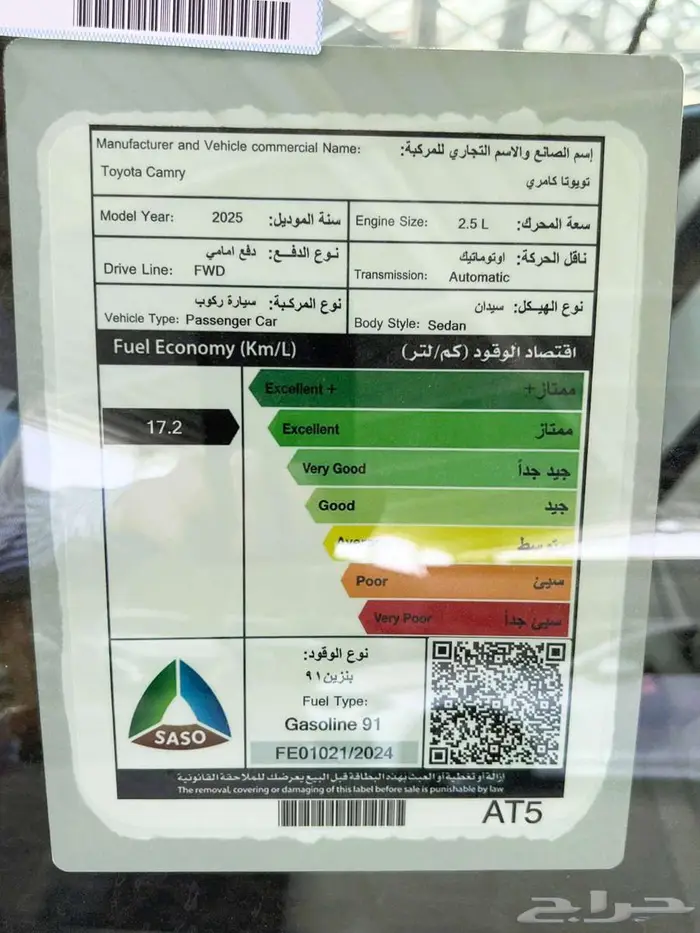 Manufacturer and Vehicle commercial Name: إسم الصانع والاسم التجاري للمركبة:
Toyota Camry تويوتا كامري
Model Year: 2025 سنة الموديل:
Engine Size: 2.5 L سعة المحرك:
نوع الدفـع: دفع امامي
Drive Line: FWD
ناقل الحركة: اوتوماتيك
Transmission: Automatic
نوع المركبة: سيارة ركوب
Vehicle Type: Passenger Car
نوع الهيكل: سيدان
Body Style: Sedan
Fuel Economy (Km/L) اقتصاد الوقود (كم/لتر)
Excellent + ممتاز+
17.2
Excellent ممتاز
Very Good جيد جداً
Good جيد
متوسط
Poor سيئ
Very Poor سيئ جداً
SASO
نوع الوقود:
بنزين ٩١
Fuel Type:
Gasoline 91
FE01021/2024
إزالة أو تغطية أو العبث بهذه البطاقة قبل البيع يعرضك للملاحقة القانونية
The removal, covering or damaging of this label before sale is punishable by law
AT5
حراج